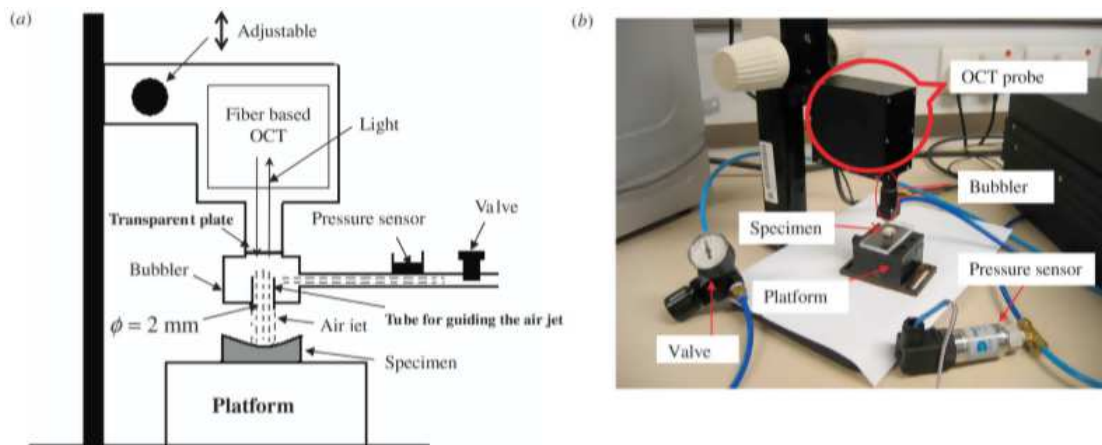 (a)
Adjustable
Fiber based
OCT
Light
Transparent plate
Pressure sensor
Valve
Bubbler
ϕ = 2 mm
Air jet
Tube for guiding the air jet
Specimen
Platform
(b)
OCT probe
Bubbler
Specimen
Pressure sensor
Platform
Valve